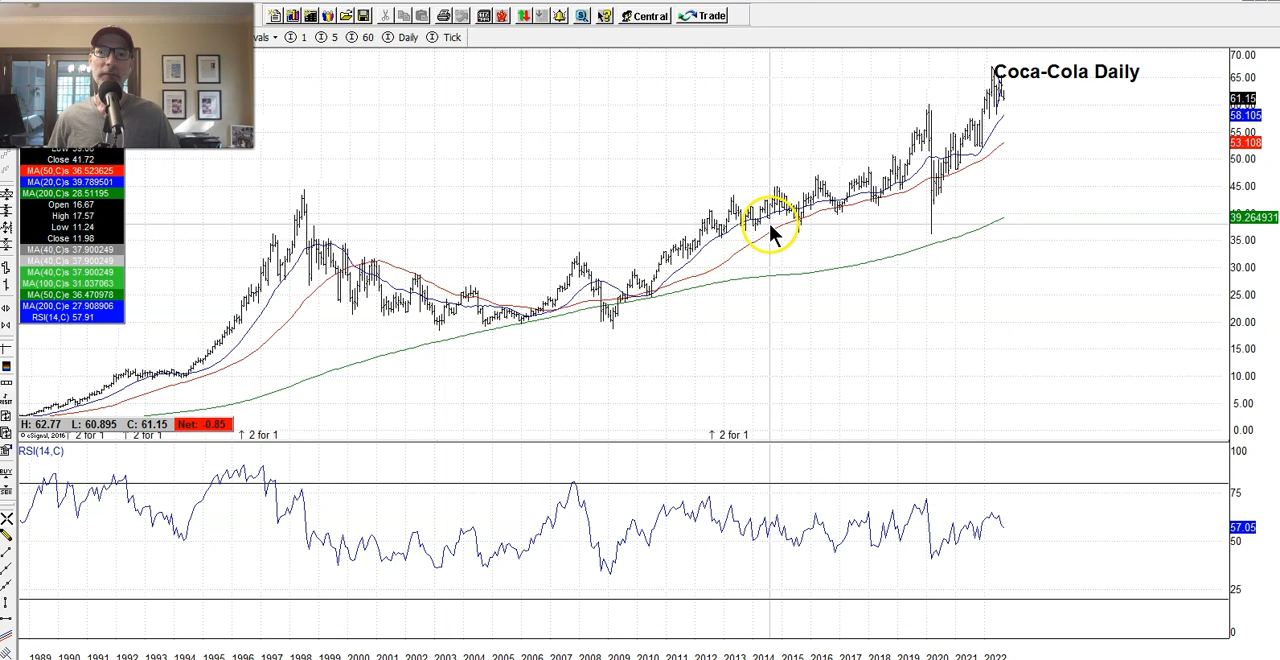 Central Trade
vals 1 5 60 Daily Tick
Coca-Cola Daily
Close 41.72
MA(50,C)s 36.523625
MA(20,C)s 39.789501
MA(200,C)s 28.51195
Open 16.67
High 17.57
Low 11.24
Close 11.98
MA(40,C)s 37.900249
MA(40,C)s 37.900249
MA(40,C)s 37.900249
MA(100,C)s 31.037063
MA(50,C)e 36.470978
MA(200,C)e 27.908906
RSI(14,C) 57.91
70.00
65.00
61.15
58.105
55.00
53.108
50.00
45.00
40.00
39.264931
35.00
30.00
25.00
20.00
15.00
10.00
5.00
0.00
H: 62.77 L: 60.895 C: 61.15 Net: -0.85
© eSignal, 2016 2 for 1 ↑ 2 for 1 ↑ 2 for 1 ↑ 2 for 1
RSI(14,C)
100
75
57.05
50
25
0
RESET
BUY
SELL
1989 1990 1991 1992 1993 1994 1995 1996 1997 1998 1999 2000 2001 2002 2003 2004 2005 2006 2007 2008 2009 2010 2011 2012 2013 2014 2015 2016 2017 2018 2019 2020 2021 2022